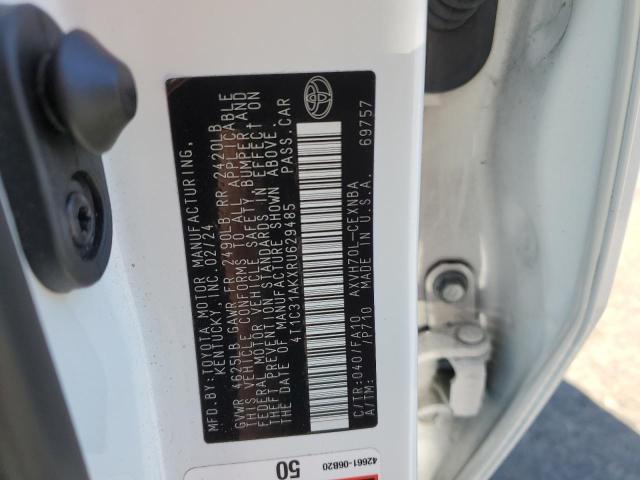 MFD.BY:TOYOTA MOTOR MANUFACTURING,
KENTUCKY, INC. 02/24
GVWR 4625LB GAWR FR 2490LB RR 2420LB
THIS VEHICLE CONFORMS TO ALL APPLICABLE
FEDERAL MOTOR VEHICLE SAFETY, BUMPER, AND
THEFT PREVENTION STANDARDS IN EFFECT ON
THE DATE OF MANUFACTURE SHOWN ABOVE.
4T1C31AKXRU629485 PASS.CAR
C/TR:040/FA10 AXVH70L-CEXNBA
A/TM: /P710 MADE IN U.S.A. 69757
42661-06B20
50